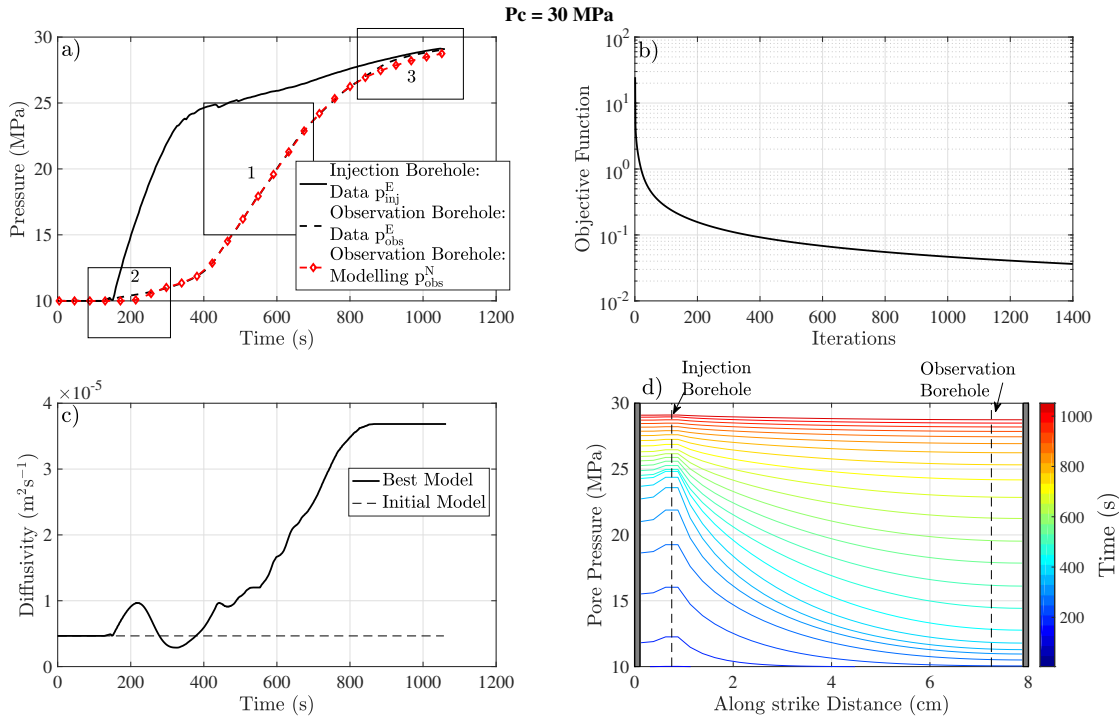 Pc = 30 MPa
a)
30
25
20
15
10
Pressure (MPa)
0
200
400
600
800
1000
1200
Time (s)
1
2
3
Injection Borehole:
Data p^E_inj
Observation Borehole:
Data p^E_obs
Observation Borehole:
Modelling p^N_obs
b)
10^2
10^1
10^0
10^-1
10^-2
Objective Function
0
200
400
600
800
1000
1200
1400
Iterations
c)
×10^-5
4
3
2
1
0
Diffusivity (m^2s^−1)
0
200
400
600
800
1000
1200
Time (s)
Best Model
Initial Model
d)
Injection
Borehole
Observation
Borehole
30
25
20
15
10
Pore Pressure (MPa)
0
2
4
6
8
Along strike Distance (cm)
1000
800
600
400
200
Time (s)